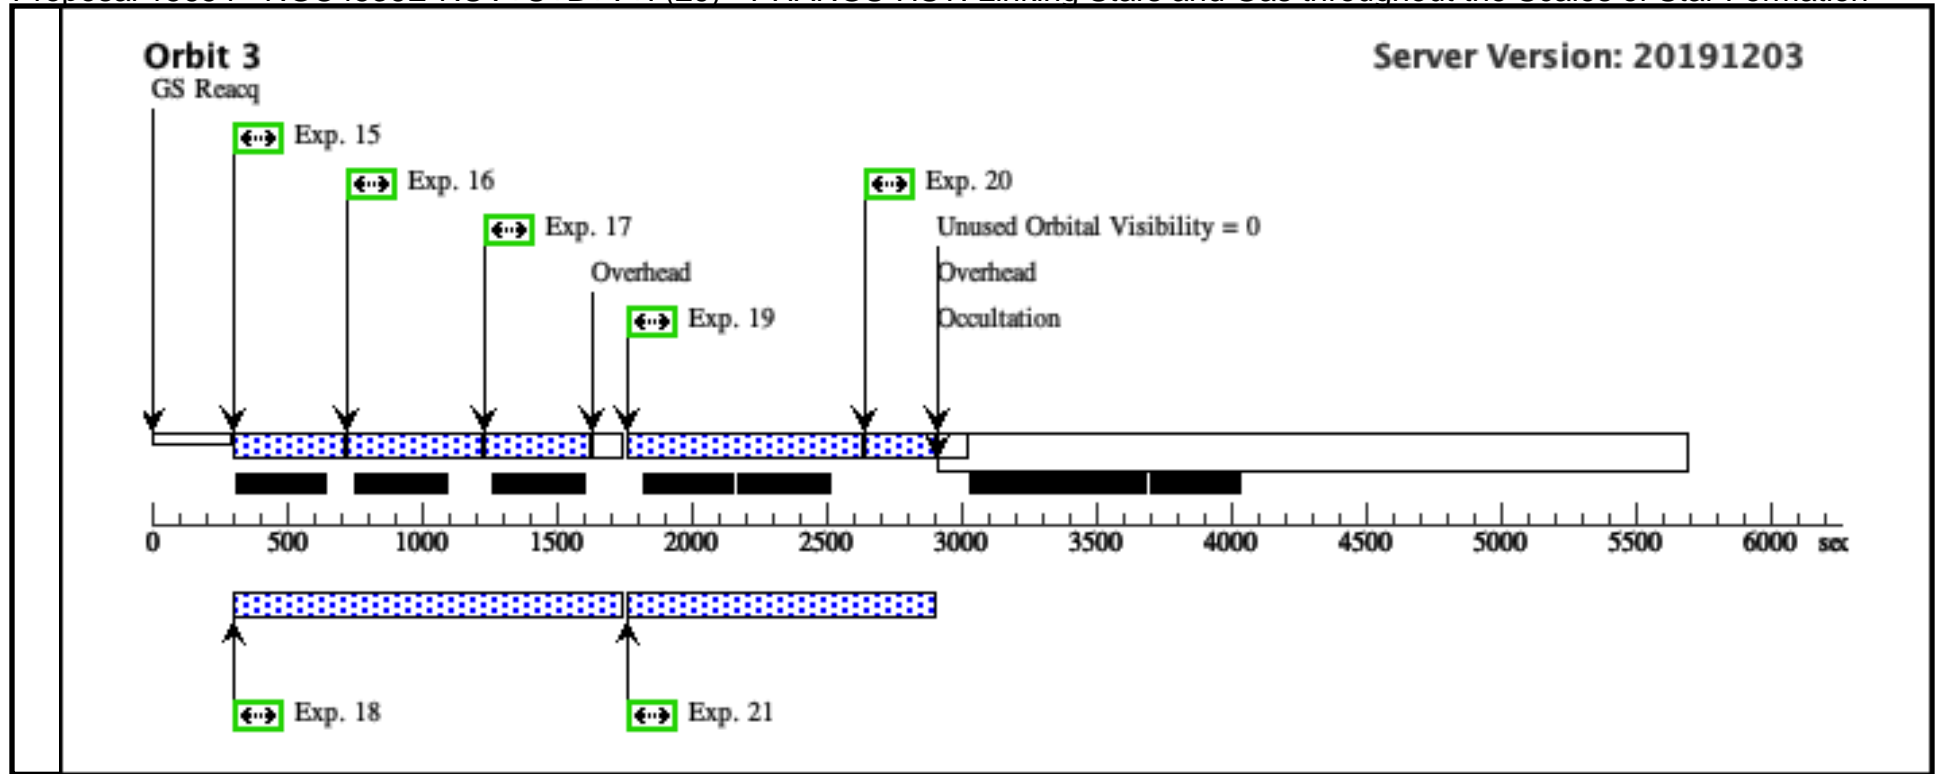 Orbit 3
Server Version: 20191203
GS Reacq
Exp. 15
Exp. 16
Exp. 20
Exp. 17
Unused Orbital Visibility = 0
Overhead
Overhead
Exp. 19
Occultation
0 500 1000 1500 2000 2500 3000 3500 4000 4500 5000 5500 6000 sec
Exp. 18
Exp. 21